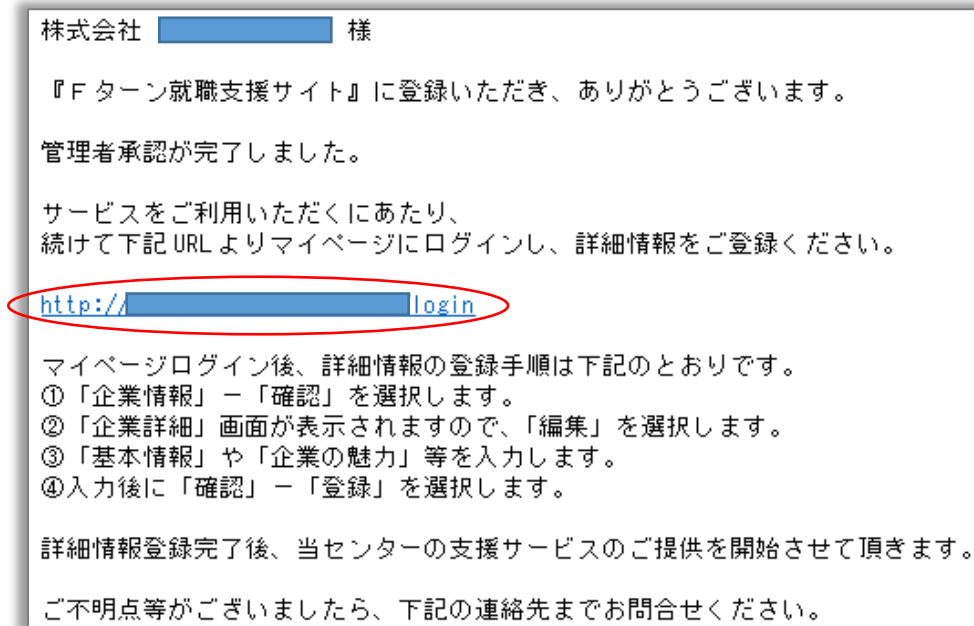 株式会社 様
『Fターン就職支援サイト』に登録いただき、ありがとうございます。
管理者承認が完了しました。
サービスをご利用いただくにあたり、
続けて下記URLよりマイページにログインし、詳細情報をご登録ください。
http://login
マイページログイン後、詳細情報の登録手順は下記のとおりです。
①「企業情報」－「確認」を選択します。
②「企業詳細」画面が表示されますので、「編集」を選択します。
③「基本情報」や「企業の魅力」等を入力します。
④入力後に「確認」－「登録」を選択します。
詳細情報登録完了後、当センターの支援サービスのご提供を開始させて頂きます。
ご不明点等がございましたら、下記の連絡先までお問合せください。